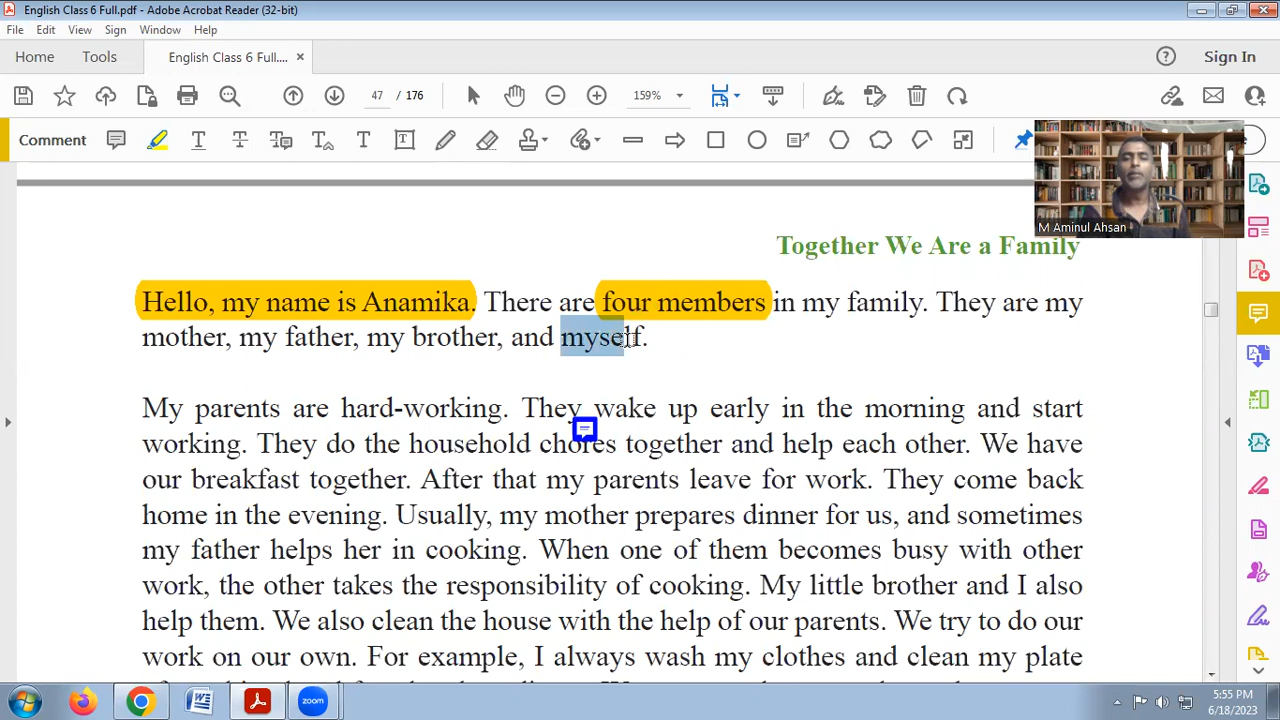 English Class 6 Full.pdf - Adobe Acrobat Reader (32-bit)
File Edit View Sign Window Help
Home Tools English Class 6 Full.... × Sign In
47 / 176 159%
Comment
M Aminul Ahsan
Together We Are a Family
Hello, my name is Anamika. There are four members in my family. They are my
mother, my father, my brother, and myself.
My parents are hard-working. They wake up early in the morning and start
working. They do the household chores together and help each other. We have
our breakfast together. After that my parents leave for work. They come back
home in the evening. Usually, my mother prepares dinner for us, and sometimes
my father helps her in cooking. When one of them becomes busy with other
work, the other takes the responsibility of cooking. My little brother and I also
help them. We also clean the house with the help of our parents. We try to do our
work on our own. For example, I always wash my clothes and clean my plate
zoom
5:55 PM
6/18/2023